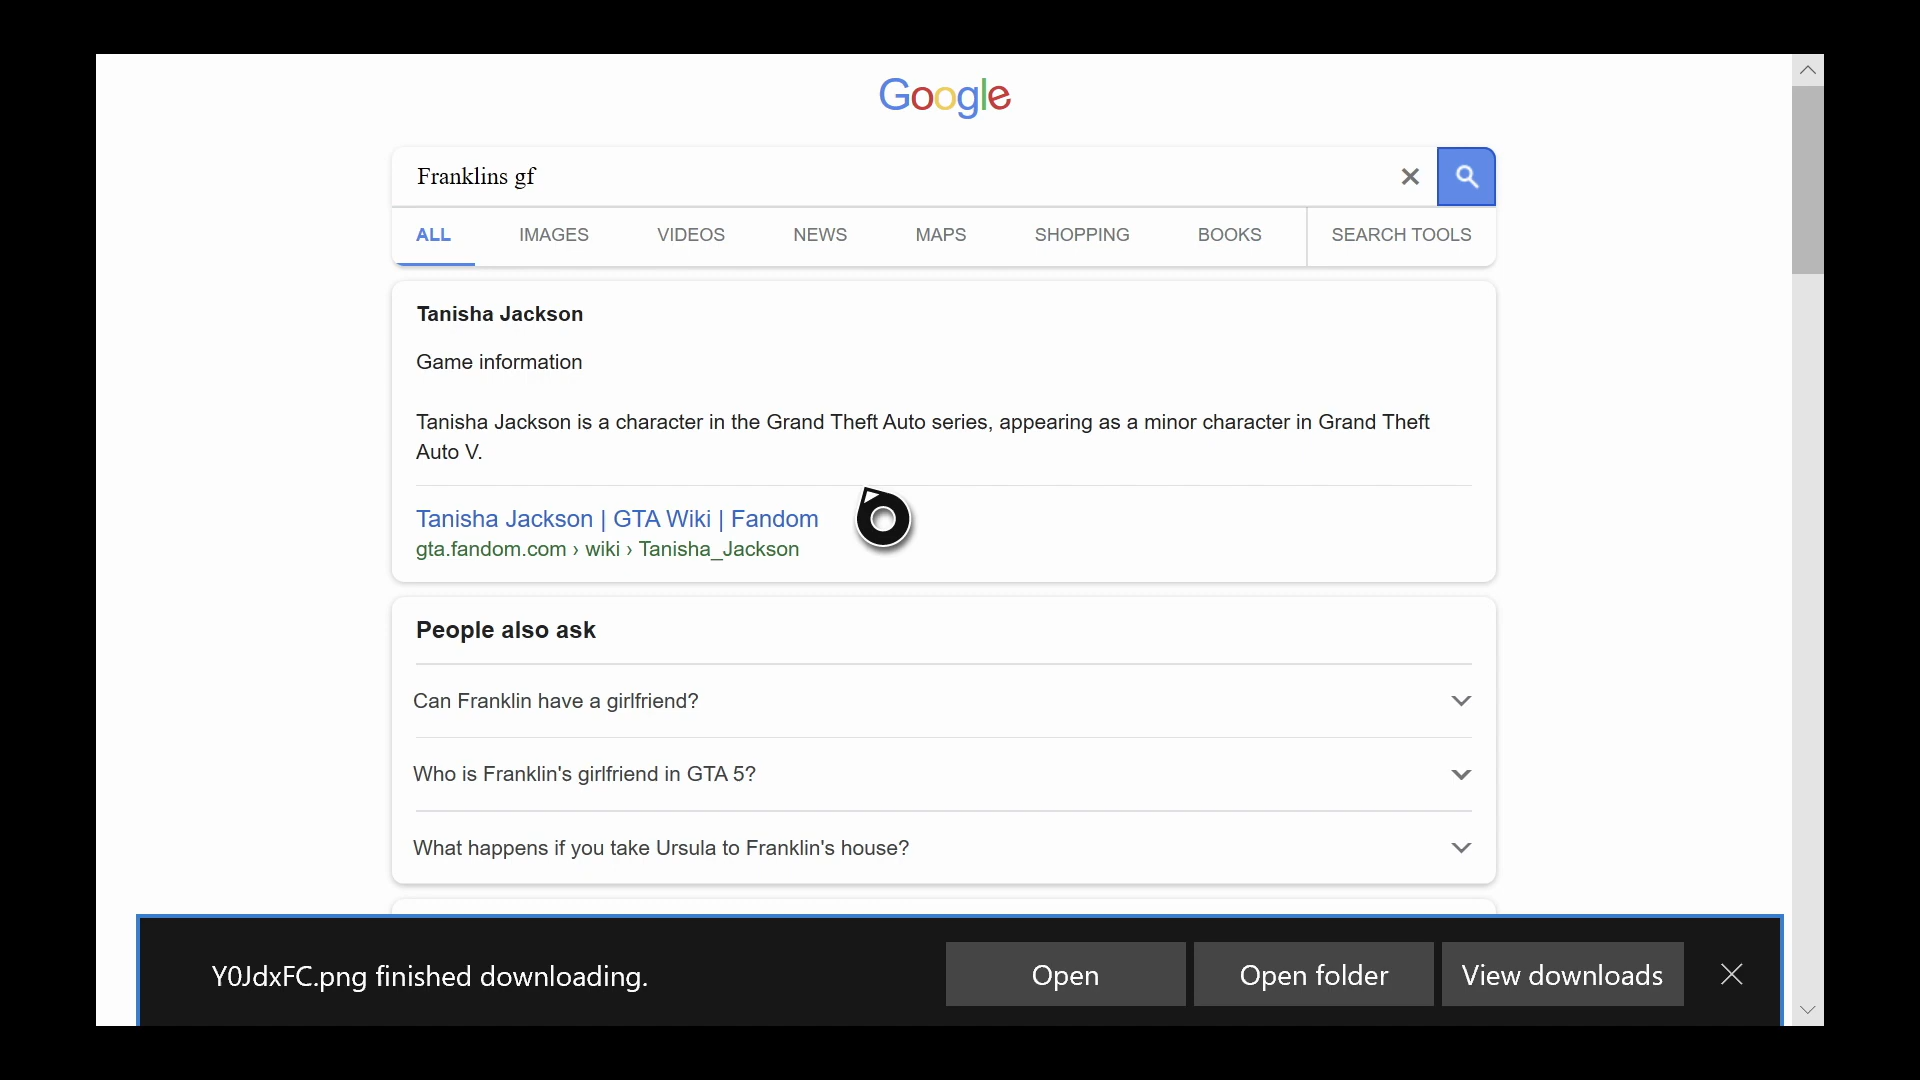 Google
Franklins gf
ALL IMAGES VIDEOS NEWS MAPS SHOPPING BOOKS SEARCH TOOLS
Tanisha Jackson
Game information
Tanisha Jackson is a character in the Grand Theft Auto series, appearing as a minor character in Grand Theft
Auto V.
Tanisha Jackson | GTA Wiki | Fandom
gta.fandom.com › wiki › Tanisha_Jackson
People also ask
Can Franklin have a girlfriend?
Who is Franklin's girlfriend in GTA 5?
What happens if you take Ursula to Franklin's house?
Y0JdxFC.png finished downloading. Open Open folder View downloads